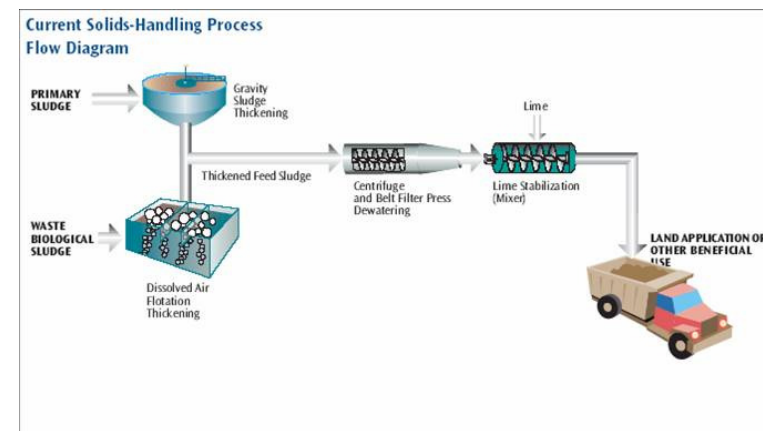 Current Solids-Handling Process
Flow Diagram
PRIMARY
SLUDGE
Gravity
Sludge
Thickening
Lime
Thickened Feed Sludge
Centrifuge
and Belt Filter Press
Dewatering
Lime Stabilization
(Mixer)
WASTE
BIOLOGICAL
SLUDGE
LAND APPLICATION OR
OTHER BENEFICIAL
USE
Dissolved Air
Flotation
Thickening